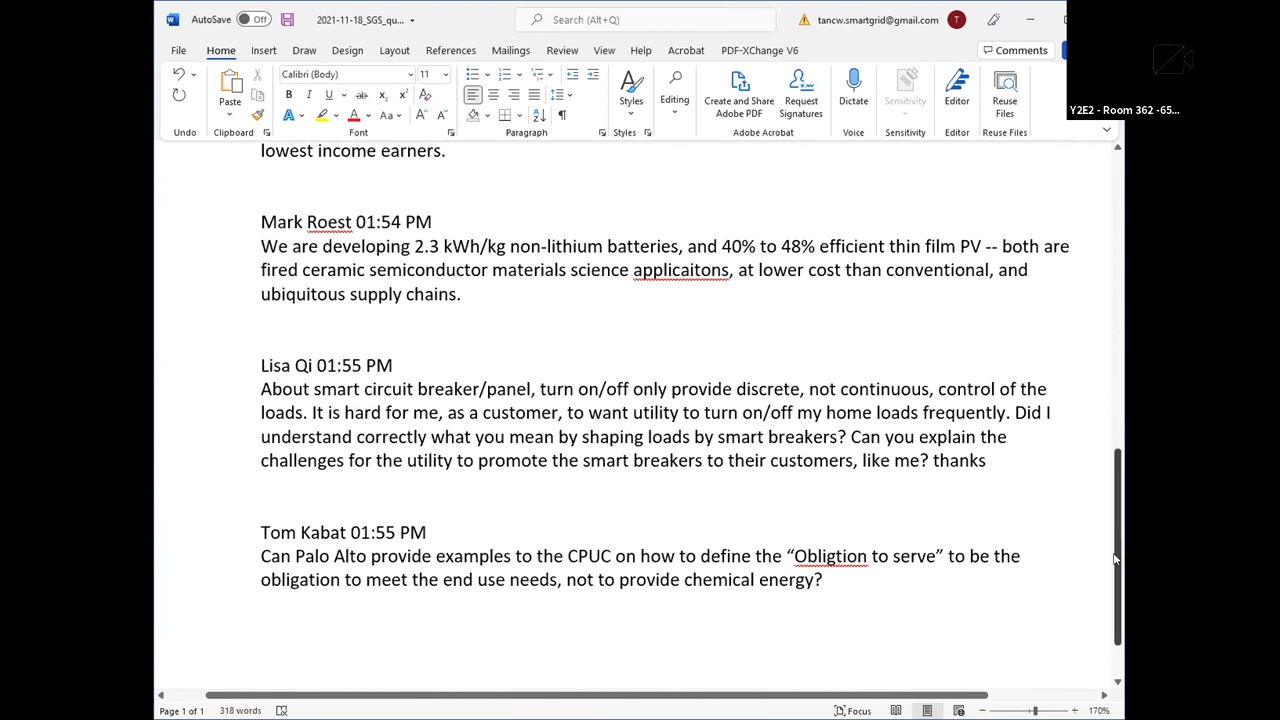 AutoSave Off 2021-11-18_SGS_qu... Search (Alt+Q) tancw.smartgrid@gmail.com T
File Home Insert Draw Design Layout References Mailings Review View Help Acrobat PDF-XChange V6 Comments
Calibri (Body) 11
Paste Styles Editing Create and Share Adobe PDF Request Signatures Dictate Sensitivity Editor Reuse Files
Undo Clipboard Font Paragraph Styles Adobe Acrobat Voice Sensitivity Editor Reuse Files
Y2E2 - Room 362 -65...
lowest income earners.
Mark Roest 01:54 PM
We are developing 2.3 kWh/kg non-lithium batteries, and 40% to 48% efficient thin film PV -- both are
fired ceramic semiconductor materials science applicaitons, at lower cost than conventional, and
ubiquitous supply chains.
Lisa Qi 01:55 PM
About smart circuit breaker/panel, turn on/off only provide discrete, not continuous, control of the
loads. It is hard for me, as a customer, to want utility to turn on/off my home loads frequently. Did I
understand correctly what you mean by shaping loads by smart breakers? Can you explain the
challenges for the utility to promote the smart breakers to their customers, like me? thanks
Tom Kabat 01:55 PM
Can Palo Alto provide examples to the CPUC on how to define the “Obligtion to serve” to be the
obligation to meet the end use needs, not to provide chemical energy?
Page 1 of 1 318 words Focus 170%